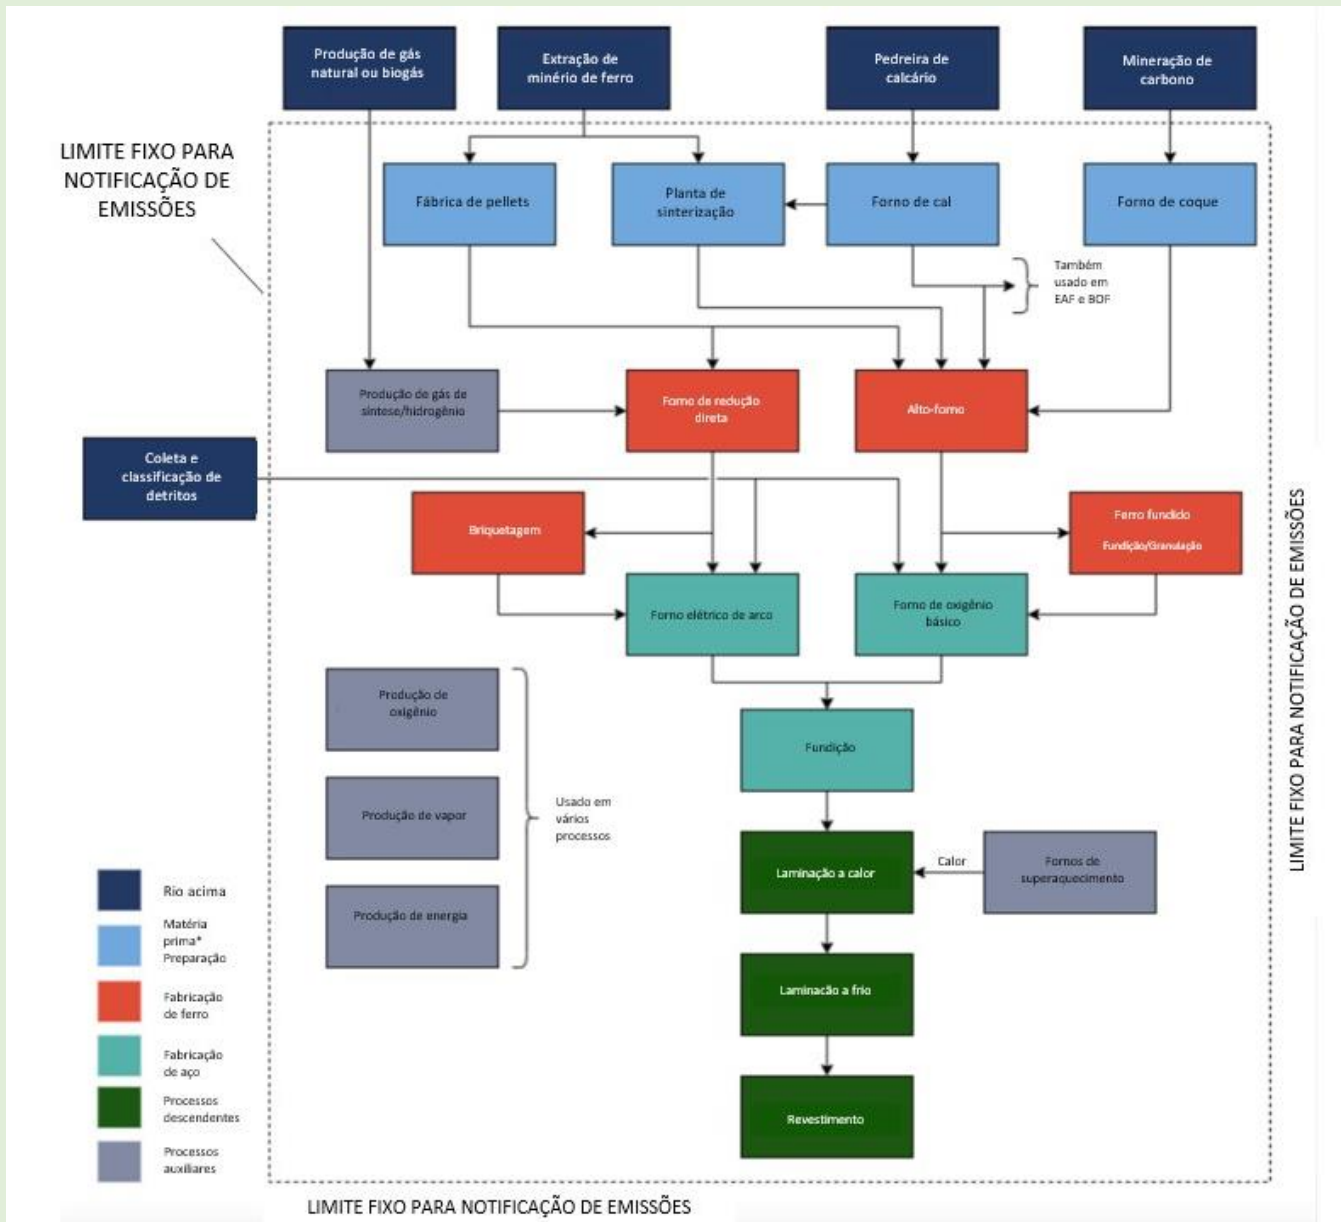 Produção de gás
natural ou biogás
Extração de
minério de ferro
Pedreira de
calcário
Mineração de
carbono
LIMITE FIXO PARA
NOTIFICAÇÃO DE
EMISSÕES
Fábrica de pellets
Planta de
sinterização
Forno de cal
Forno de coque
Também
usado em
EAF e BOF
Produção de gás de
síntese/hidrogênio
Forno de redução
direta
Alto-forno
Coleta e
classificação de
detritos
Briquetagem
Ferro fundido
Fundição/Granulação
Forno elétrico de arco
Forno de oxigênio
básico
LIMITE FIXO PARA NOTIFICAÇÃO DE EMISSÕES
Produção de
oxigênio
Fundição
Produção de vapor
Usado em
vários
processos
Laminação a calor
Calor
Fornos de
superaquecimento
Produção de energia
Laminacão a frio
Revestimento
Rio acima
Matéria
prima*
Preparação
Fabricação
de ferro
Fabricação
de aço
Processos
descendentes
Processos
auxiliares
LIMITE FIXO PARA NOTIFICAÇÃO DE EMISSÕES